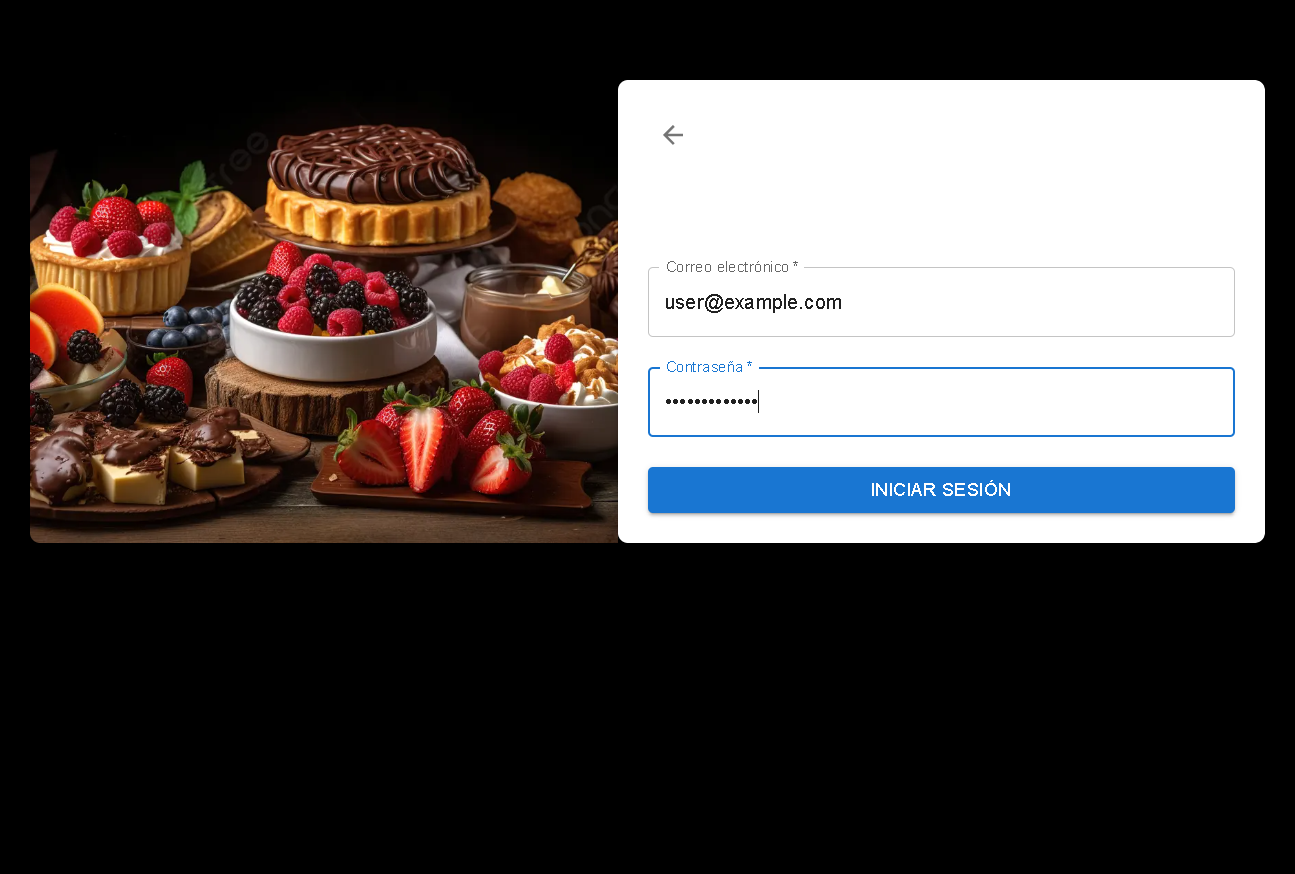 Correo electrónico *
user@example.com
Contraseña *
•••••••••••••
INICIAR SESIÓN